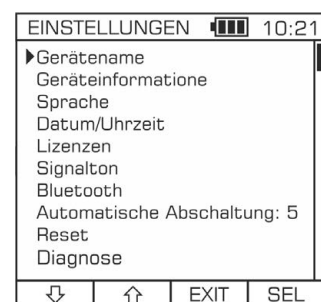 EINSTELLUNGEN 10:21
Gerätename
Geräteinformatione
Sprache
Datum/Uhrzeit
Lizenzen
Signalton
Bluetooth
Automatische Abschaltung: 5
Reset
Diagnose
EXIT SEL